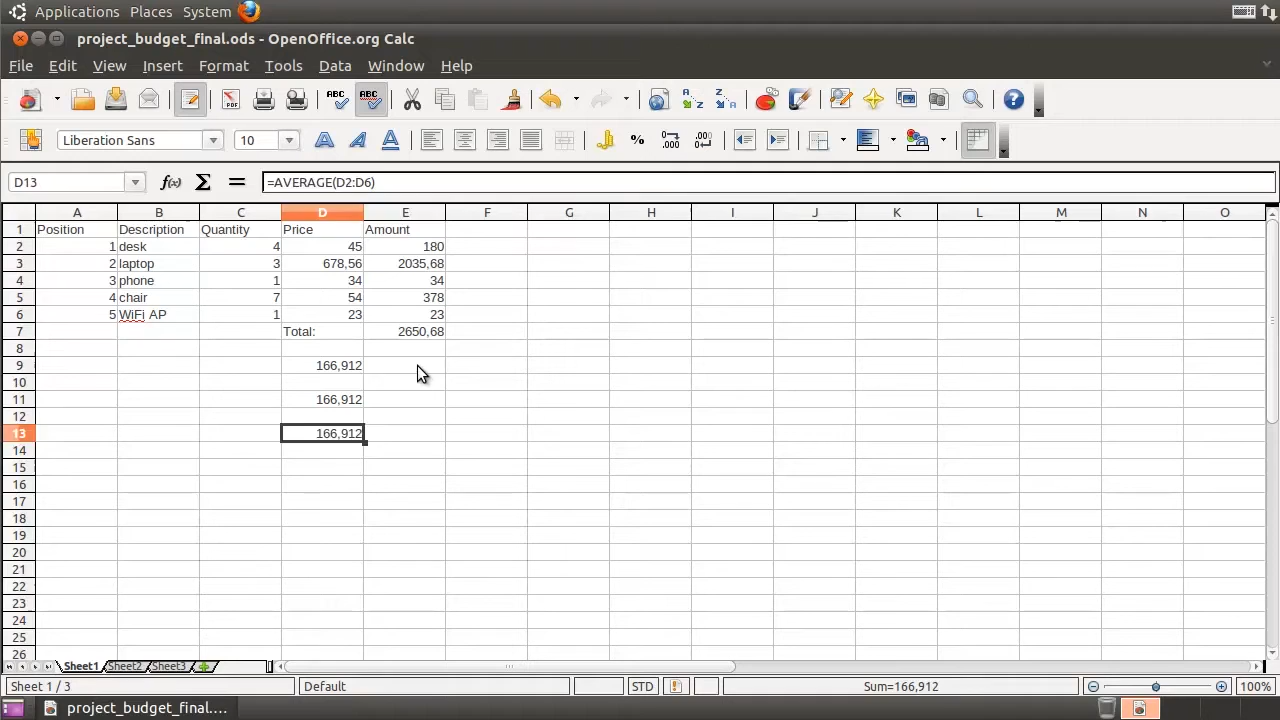 Applications Places System
project_budget_final.ods - OpenOffice.org Calc
File Edit View Insert Format Tools Data Window Help
Liberation Sans 10
D13 f(x) Σ = =AVERAGE(D2:D6)
A B C D E F G H I J K L M N O
1 Position Description Quantity Price Amount
2 1 desk 4 45 180
3 2 laptop 3 678,56 2035,68
4 3 phone 1 34 34
5 4 chair 7 54 378
6 5 WiFi AP 1 23 23
7 Total: 2650,68
8
9 166,912
10
11 166,912
12
13 166,912
14
15
16
17
18
19
20
21
22
23
24
25
26
Sheet1 Sheet2 Sheet3
Sheet 1 / 3 Default STD Sum=166,912 100%
project_budget_final....